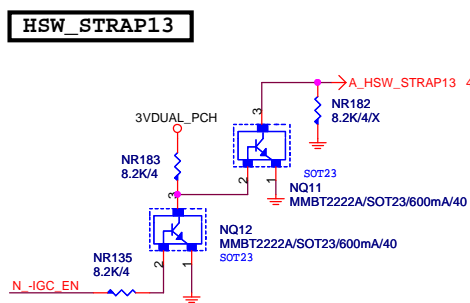 HSW_STRAP13
A_HSW_STRAP13 4
3
NR182
8.2K/4/X
3VDUAL_PCH
NR183
8.2K/4
SOT23
2
1
NQ11
MMBT2222A/SOT23/600mA/40
3
NQ12
MMBT2222A/SOT23/600mA/40
SOT23
NR135
8.2K/4
2
1
N_-IGC_EN